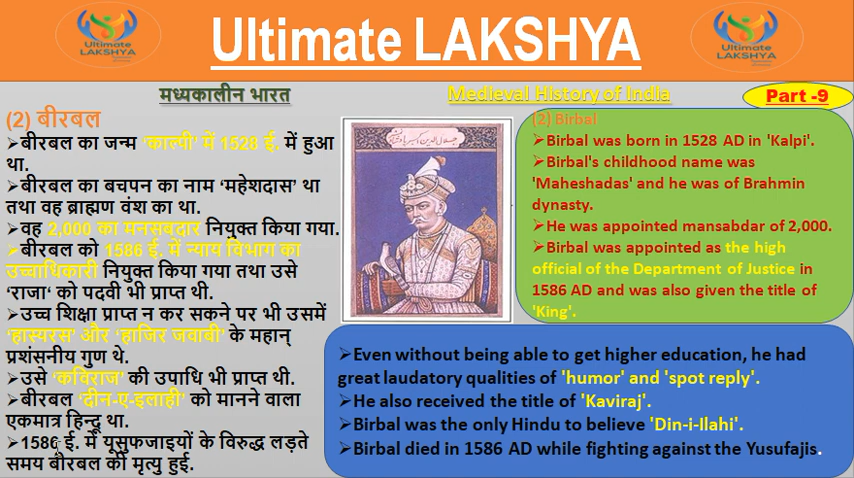 Ultimate LAKSHYA
Ultimate
LAKSHYA
Ultimate
LAKSHYA
मध्यकालीन भारत
Medieval History of India
Part -9
(2) बीरबल
➢बीरबल का जन्म 'काल्पी' में 1528 ई. में हुआ
था.
➢बीरबल का बचपन का नाम 'महेशदास' था
तथा वह ब्राह्मण वंश का था.
➢वह 2,000 का मनसबदार नियुक्त किया गया.
➢बीरबल को 1586 ई. में न्याय विभाग का
उच्चाधिकारी नियुक्त किया गया तथा उसे
'राजा' को पदवी भी प्राप्त थी.
➢उच्च शिक्षा प्राप्त न कर सकने पर भी उसमें
'हास्यरस' और 'हाजिर जवाबी' के महान्
प्रशंसनीय गुण थे.
➢उसे 'कविराज' की उपाधि भी प्राप्त थी.
➢बीरबल 'दीन-ए-इलाही' को मानने वाला
एकमात्र हिन्दू था.
➢1586 ई. में यूसुफजाइयों के विरुद्ध लड़ते
समय बीरबल की मृत्यु हुई.
(2) Birbal
➢Birbal was born in 1528 AD in 'Kalpi'.
➢Birbal's childhood name was
'Maheshadas' and he was of Brahmin
dynasty.
➢He was appointed mansabdar of 2,000.
➢Birbal was appointed as the high
official of the Department of Justice in
1586 AD and was also given the title of
'King'.
➢Even without being able to get higher education, he had
great laudatory qualities of 'humor' and 'spot reply'.
➢He also received the title of 'Kaviraj'.
➢Birbal was the only Hindu to believe 'Din-i-Ilahi'.
➢Birbal died in 1586 AD while fighting against the Yusufajis.